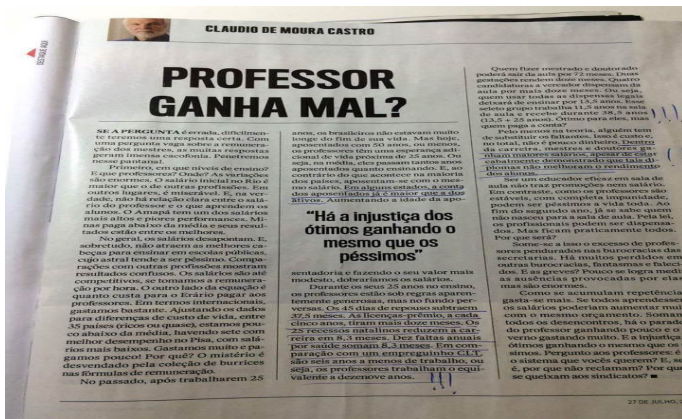 DESTAQUE AQUI
CLAUDIO DE MOURA CASTRO
PROFESSOR
GANHA MAL?
SE A PERGUNTA é errada, dificilmen-
te teremos uma resposta certa. Com
uma pergunta vaga sobre a remunera-
ção dos mestres, as muitas respostas
geram imensa cacofonia. Penetremos
nesse pantanal.
Primeiro, em que níveis de ensino?
E que professores? Onde? As variações
são enormes. O salário inicial no Rio é
maior que o de outras profissões. Em
outros lugares, é miserável. E, na ver-
dade, não há relação clara entre o salá-
rio do professor e o que aprendem os
alunos. O Amapá tem um dos salários
mais altos e piores performances. Mi-
nas paga abaixo da média e seus resul-
tados estão entre os melhores.
No geral, os salários desapontam. E,
sobretudo, não atraem as melhores ca-
beças para ensinar em escolas públicas,
cujo astral tende a ser péssimo. Compa-
rações com outras profissões mostram
resultados confusos. Os salários são até
competitivos, se tomamos a remunera-
ção por hora. O outro lado da equação é
quanto custa para o Erário pagar aos
professores. Em termos internacionais,
gastamos bastante. Ajustando os dados
para diferenças de custo de vida, entre
35 países (ricos ou quase), estamos pou-
co abaixo da média, havendo sete com
melhor desempenho no Pisa, com salá-
rios mais baixos. Gastamos muito e pa-
gamos pouco! Por quê? O mistério é
desvendado pela coleção de burrices
nas fórmulas de remuneração.
No passado, após trabalharem 25
anos, os brasileiros não estavam muito
longe do fim de sua vida. Mas hoje,
aposentados com 50 anos, ou menos,
os professores têm uma esperança adi-
cional de vida próxima de 25 anos. Ou
seja, na média, eles passam tantos anos
aposentados quanto ensinando. E, ao
contrário do que acontece na maioria
dos países, aposentam-se com o mes-
mo salário. Em alguns estados, a conta
dos aposentados já é maior que a dos
ativos. Aumentando a idade da apo-
“Há a injustiça dos
ótimos ganhando o
mesmo que os
péssimos”
sentadoria e fazendo o seu valor mais
modesto, dobraríamos os salários.
Durante os seus 25 anos no ensino,
os professores estão sob regras aparen-
temente generosas, mas no fundo per-
versas. Os 45 dias de repouso subtraem
37,5 meses. As licenças-prêmio, a cada
cinco anos, tiram mais doze meses. Os
25 recessos natalinos reduzem a car-
reira em 8,3 meses. Dez faltas anuais
por saúde somam 8,3 meses. Em com-
paração com um empreguinho CLT,
são seis anos a menos de trabalho, ou
seja, os professores trabalham o equi-
valente a dezenove anos.
Quem fizer mestrado e doutorado
poderá sair da aula por 72 meses. Duas
gestações rendem doze meses. Quatro
candidaturas a vereador dispensam da
aula por mais doze meses. Ou seja,
quem usar todas as dispensas legais
deixará de ensinar por 13,5 anos. Esse
seleto grupo trabalha 11,5 anos na sala
de aula e recebe durante 38,5 anos
(13,5 + 25 anos). Ótimo para eles, mas
quem paga a conta?
Pelo menos na teoria, alguém tem
de substituir os faltantes. Isso é custo e,
no total, não é pouco dinheiro. Dentro
da carreira, mestres e doutores ga-
nham maiores salários, apesar de estar
cabalmente demonstrado que tais di-
plomas não melhoram o rendimento
dos alunos.
Ser um educador eficaz em sala de
aula não traz promoções nem salário.
Em contraste, como os professores são
estáveis, com completa impunidade,
podem ser péssimos a vida toda. Ao
fim do segundo ano, já se sabe quem
não nasceu para a sala de aula. Pela lei,
os profissionais podem ser dispensa-
dos. Mas ficam praticamente todos.
Por que será?
Some-se a isso o excesso de profes-
sores pendurados nas burocracias das
secretarias. Há muitos perdidos em
outras burocracias, fantasmas e faleci-
dos. E as greves? Pouco se logra medir
as ausências provocadas por elas,
mas são enormes.
Como se acumulam repetências,
gasta-se mais. Se todos aprendessem,
os salários poderiam aumentar muito
com o mesmo orçamento. Somando
todos os desencontros, há o parado
do professor ganhando pouco e o
verno gastando muito. E a injustiça
ótimos ganhando o mesmo que os
simos. Pergunto aos professores: é
o sistema que vocês querem? E, se
é, por que não reclamam? Por que
se queixam aos sindicatos?
27 DE JULHO,